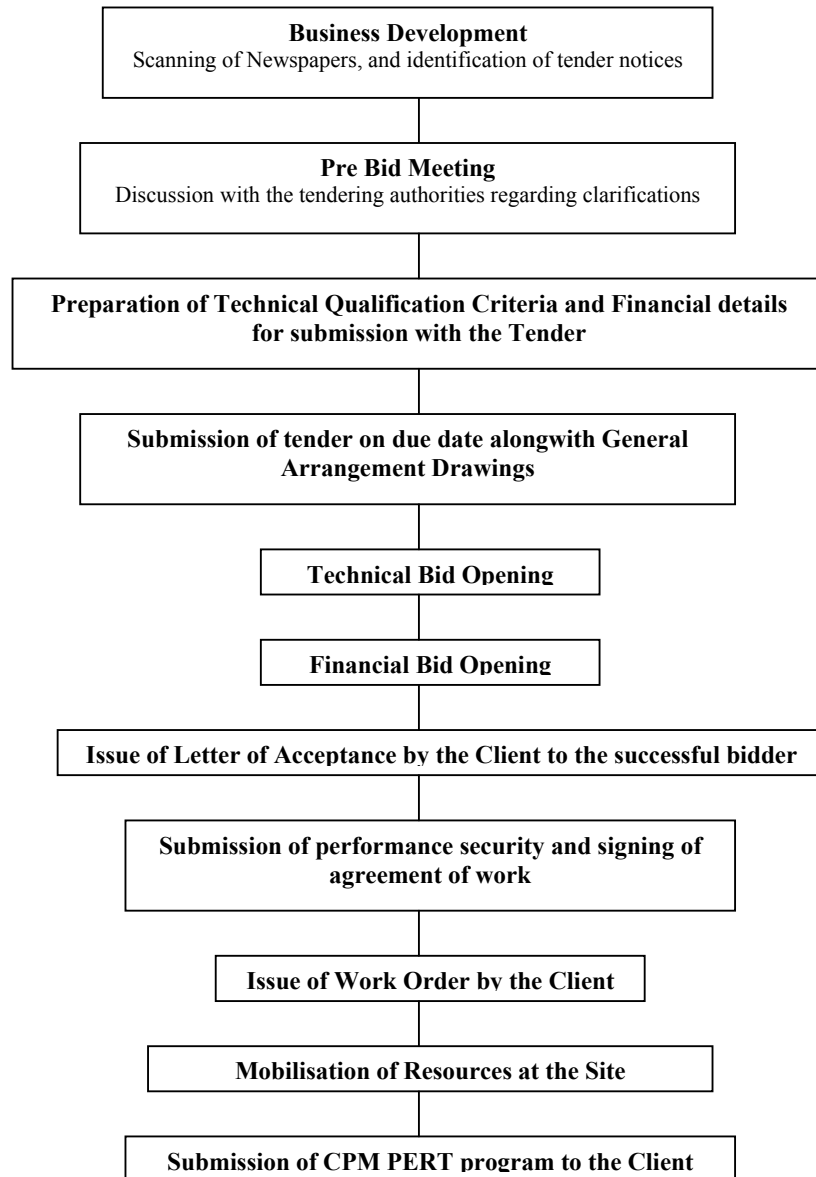 Business Development
Scanning of Newspapers, and identification of tender notices
Pre Bid Meeting
Discussion with the tendering authorities regarding clarifications
Preparation of Technical Qualification Criteria and Financial details
for submission with the Tender
Submission of tender on due date alongwith General
Arrangement Drawings
Technical Bid Opening
Financial Bid Opening
Issue of Letter of Acceptance by the Client to the successful bidder
Submission of performance security and signing of
agreement of work
Issue of Work Order by the Client
Mobilisation of Resources at the Site
Submission of CPM PERT program to the Client